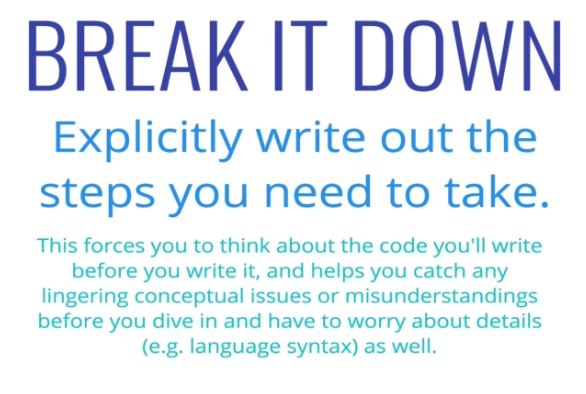 BREAK IT DOWN
Explicitly write out the
steps you need to take.
This forces you to think about the code you'll write
before you write it, and helps you catch any
lingering conceptual issues or misunderstandings
before you dive in and have to worry about details
(e.g. language syntax) as well.